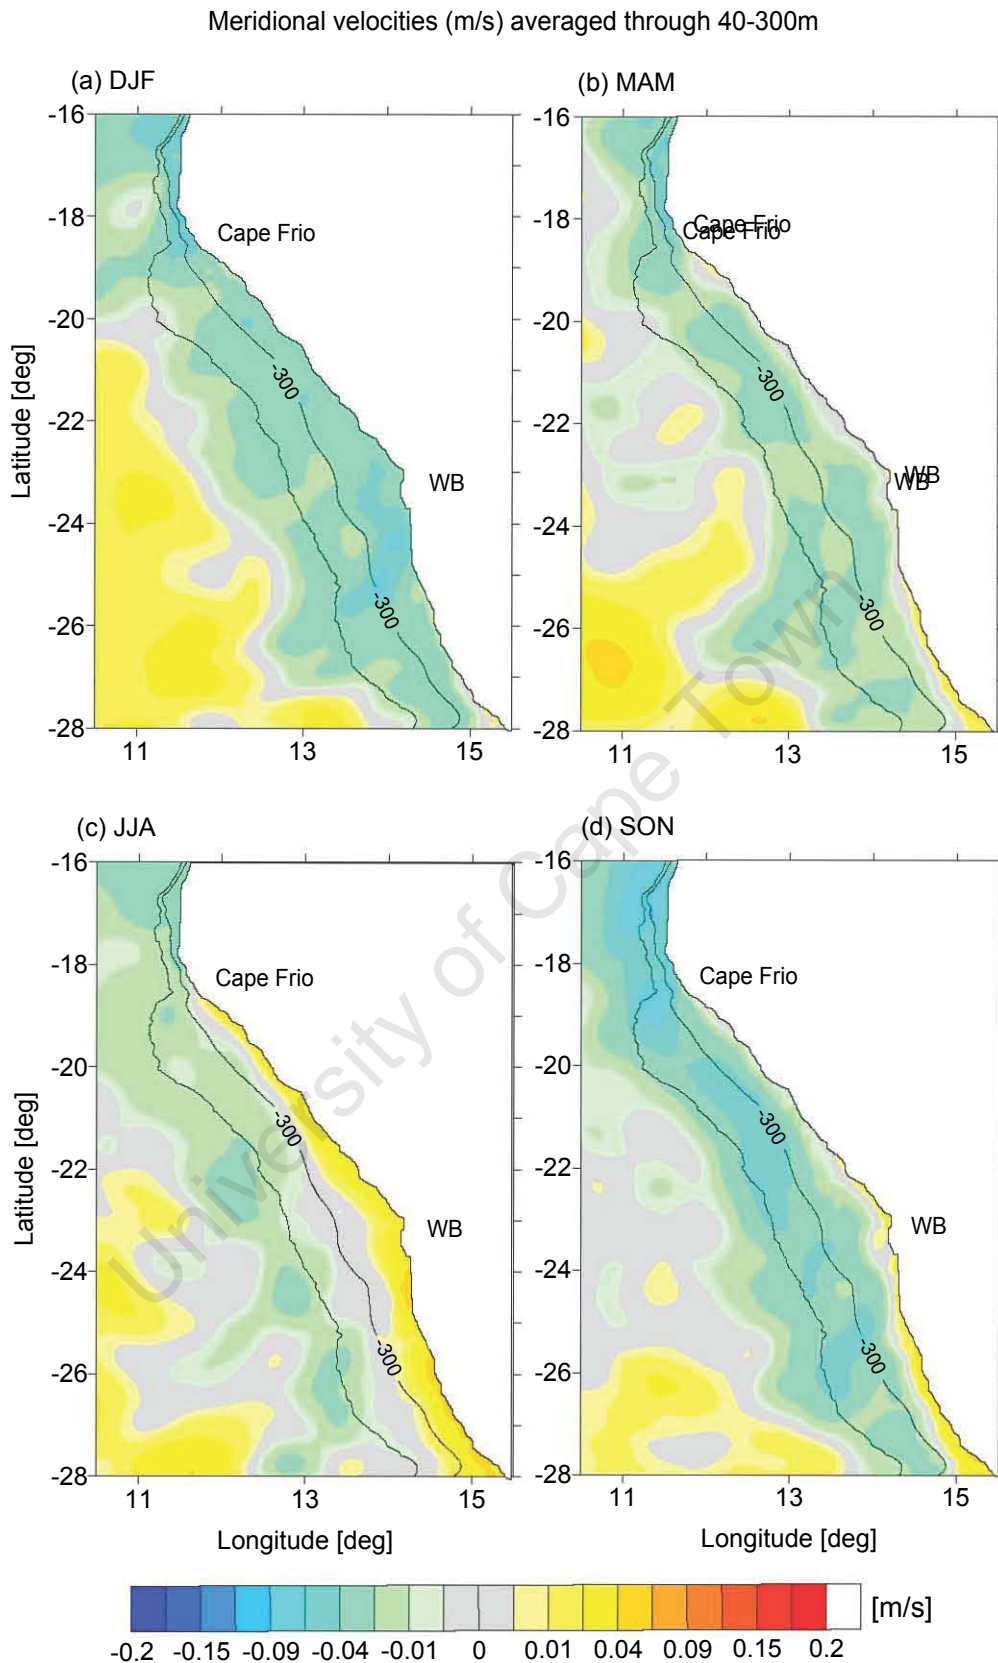 Meridional velocities (m/s) averaged through 40-300m
(a) DJF
(b) MAM
-16
-18
-20
-22
-24
-26
-28
Latitude [deg]
Cape Frio
-300
WB
-300
11
13
15
-16
-18
-20
-22
-24
-26
-28
Cape Frio
Cape Frio
-300
WB
WB
-300
11
13
15
(c) JJA
(d) SON
-16
-18
-20
-22
-24
-26
-28
Latitude [deg]
Cape Frio
-300
WB
-300
11
13
15
Longitude [deg]
-16
-18
-20
-22
-24
-26
-28
Cape Frio
-300
WB
-300
11
13
15
Longitude [deg]
University of Cape Town
[m/s]
-0.2 -0.15 -0.09 -0.04 -0.01 0 0.01 0.04 0.09 0.15 0.2